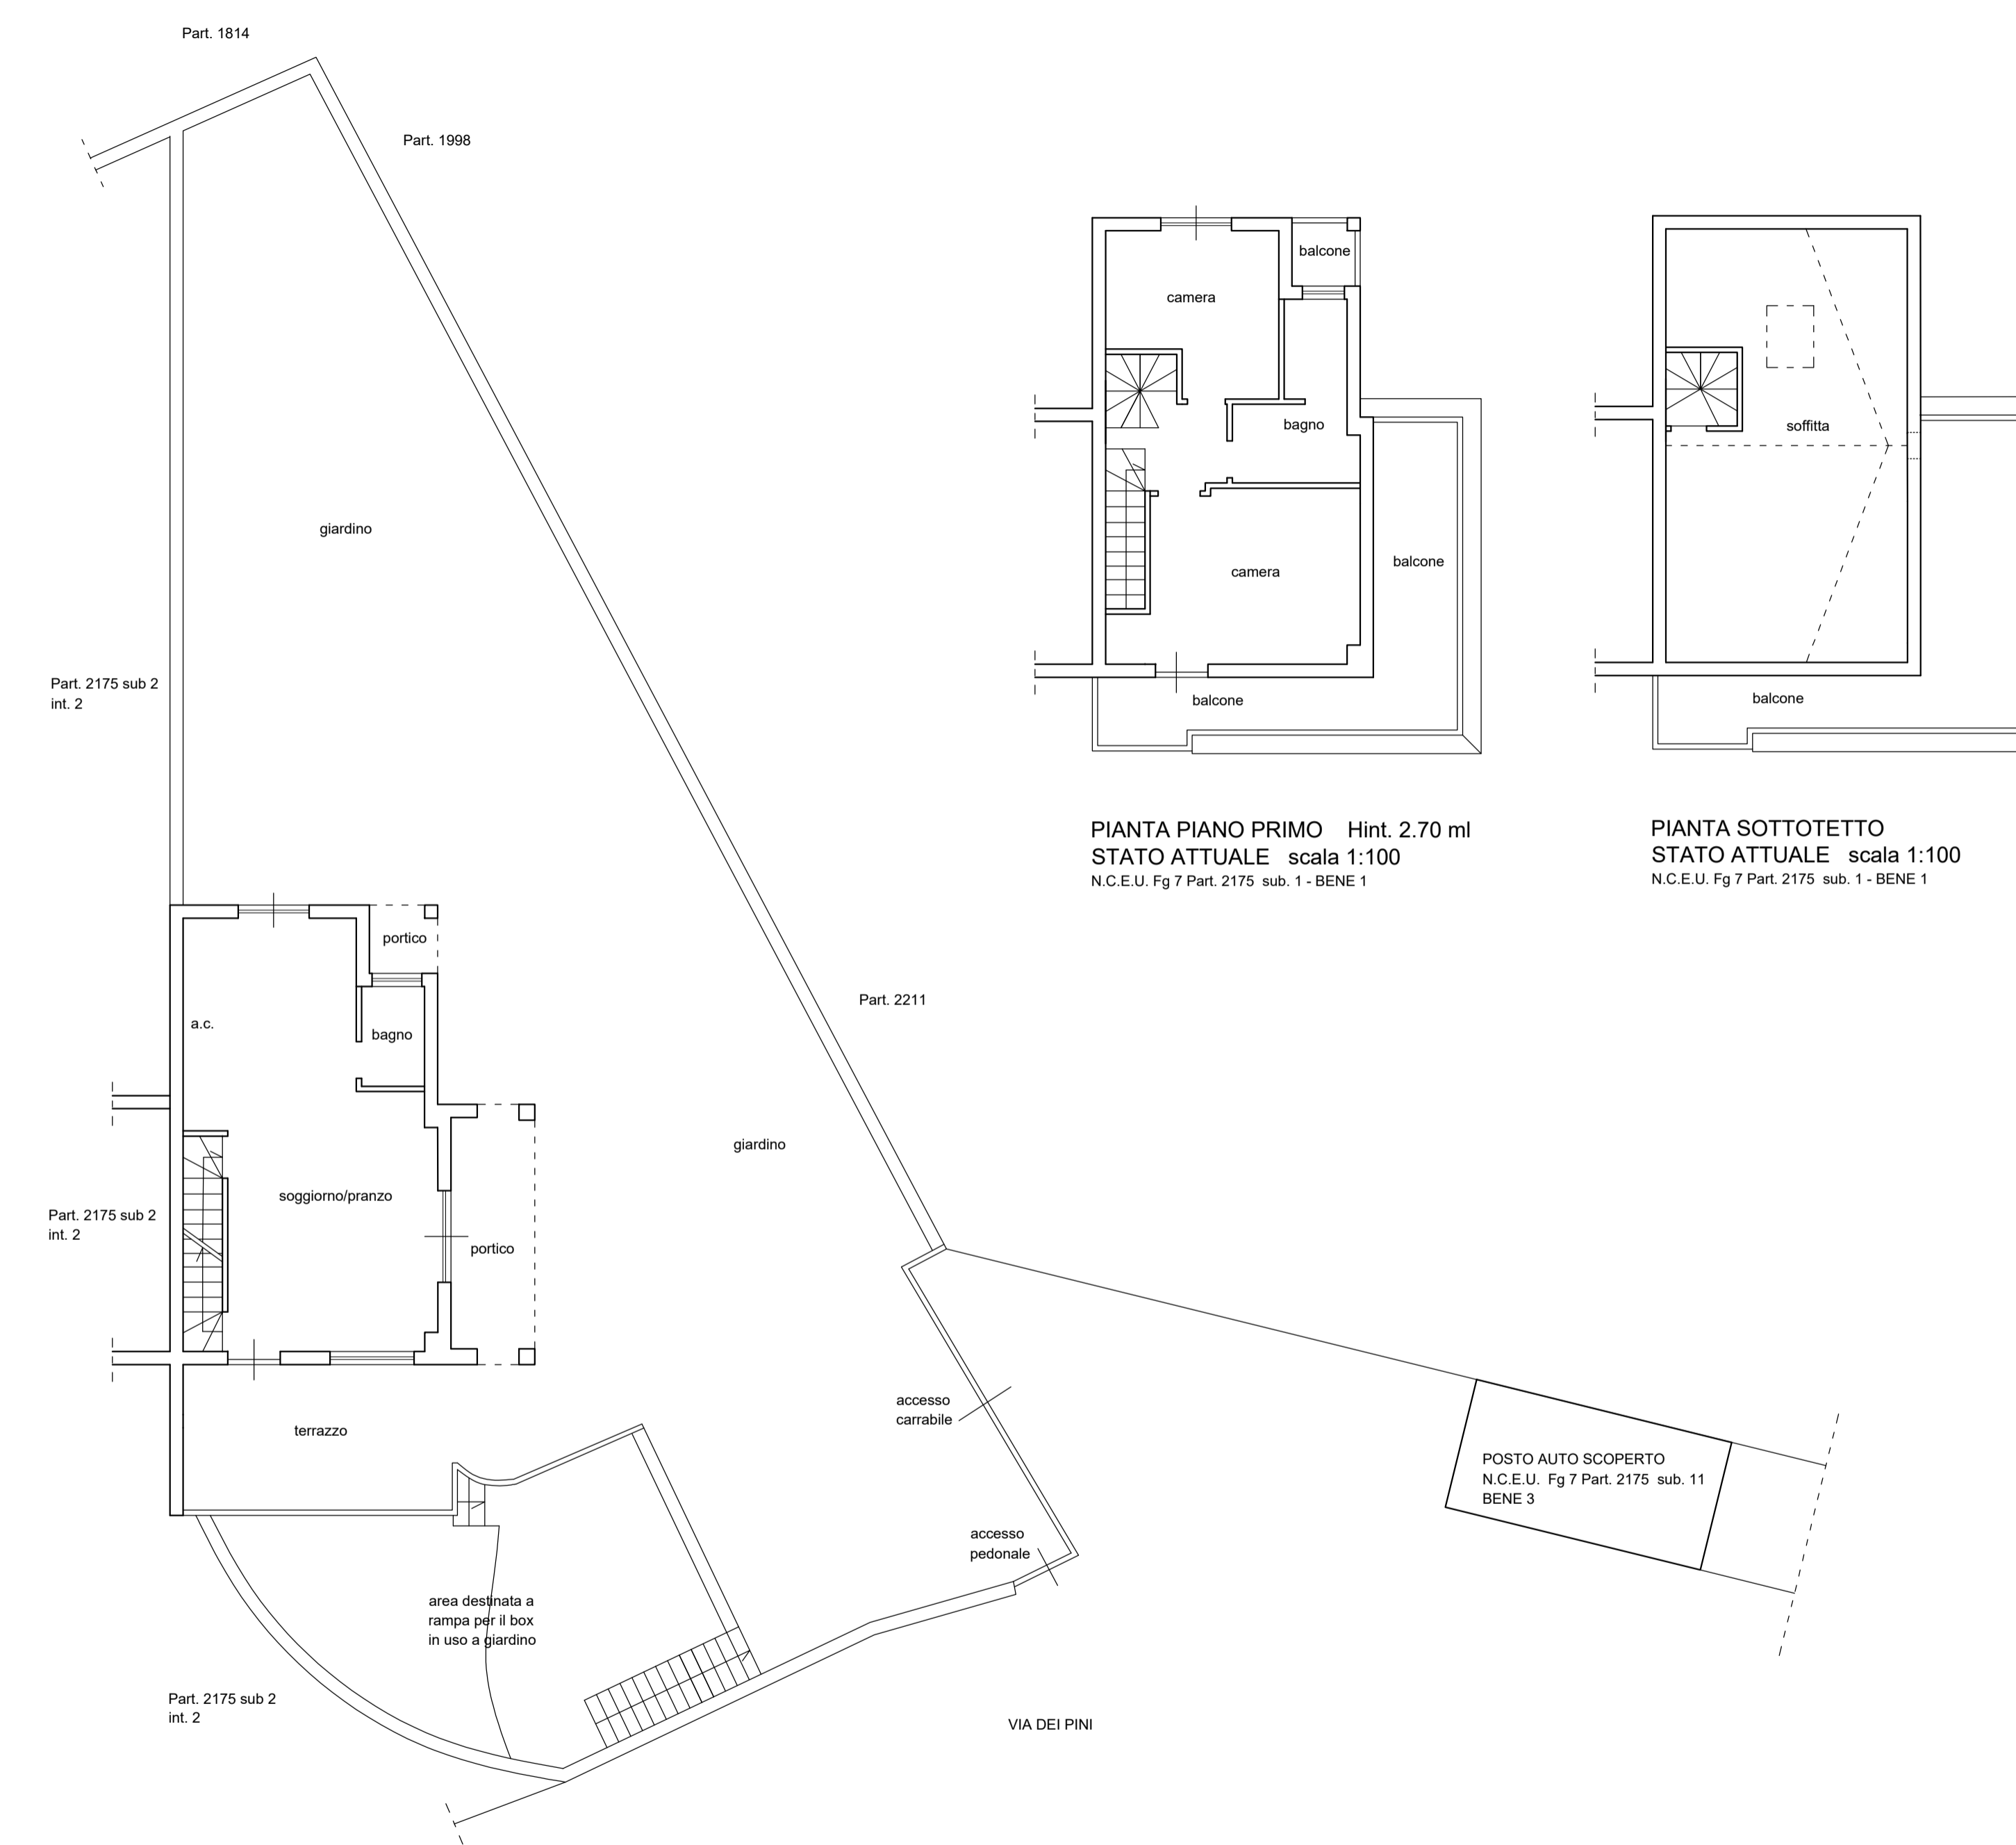 Part. 1814
Part. 1998
giardino
Part. 2175 sub 2
int. 2
portico
a.c.
bagno
Part. 2211
giardino
soggiorno/pranzo
Part. 2175 sub 2
int. 2
portico
accesso
carrabile
terrazzo
accesso
pedonale
area destinata a
rampa per il box
in uso a giardino
Part. 2175 sub 2
int. 2
VIA DEI PINI
POSTO AUTO SCOPERTO
N.C.E.U. Fg 7 Part. 2175 sub. 11
BENE 3
balcone
camera
bagno
balcone
camera
balcone
PIANTA PIANO PRIMO Hint. 2.70 ml
STATO ATTUALE scala 1:100
N.C.E.U. Fg 7 Part. 2175 sub. 1 - BENE 1
soffitta
balcone
PIANTA SOTTOTETTO
STATO ATTUALE scala 1:100
N.C.E.U. Fg 7 Part. 2175 sub. 1 - BENE 1